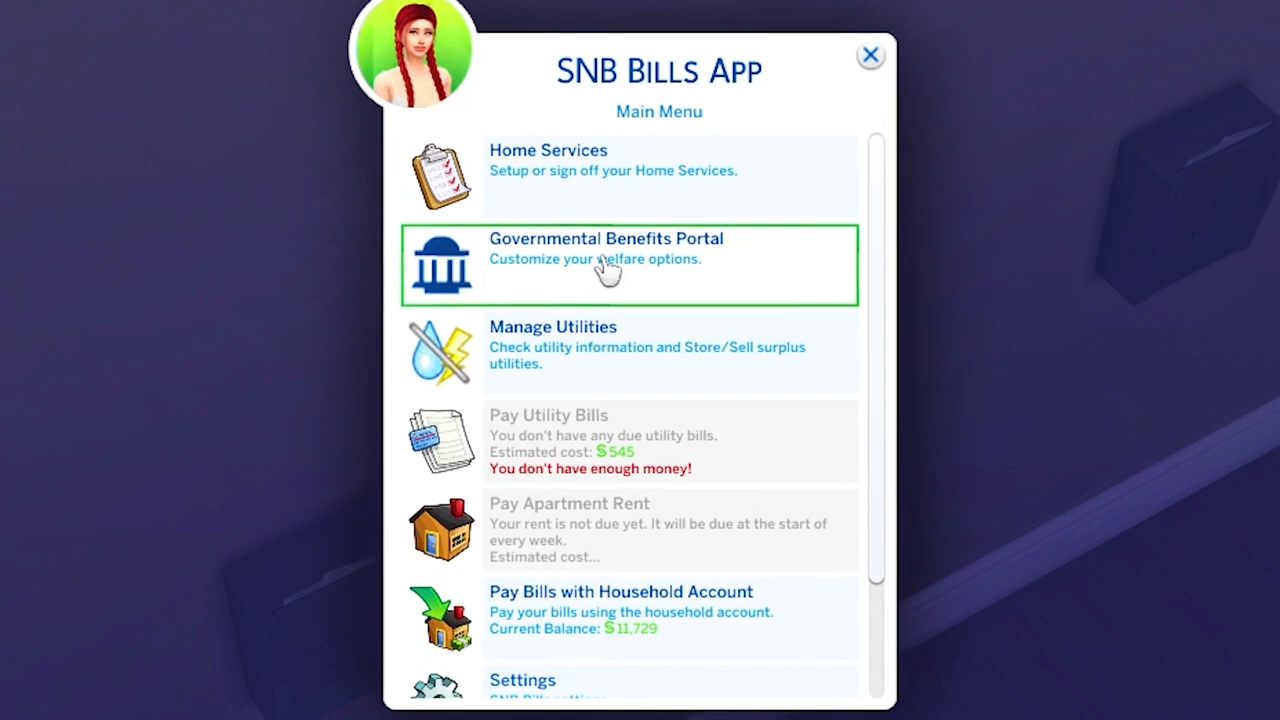 SNB BILLS APP
Main Menu
Home Services
Setup or sign off your Home Services.
Governmental Benefits Portal
Customize your welfare options.
Manage Utilities
Check utility information and Store/Sell surplus
utilities.
Pay Utility Bills
You don't have any due utility bills.
Estimated cost: §545
You don't have enough money!
Pay Apartment Rent
Your rent is not due yet. It will be due at the start of
every week.
Estimated cost...
Pay Bills with Household Account
Pay your bills using the household account.
Current Balance: §11,729
Settings
SNB Bills settings